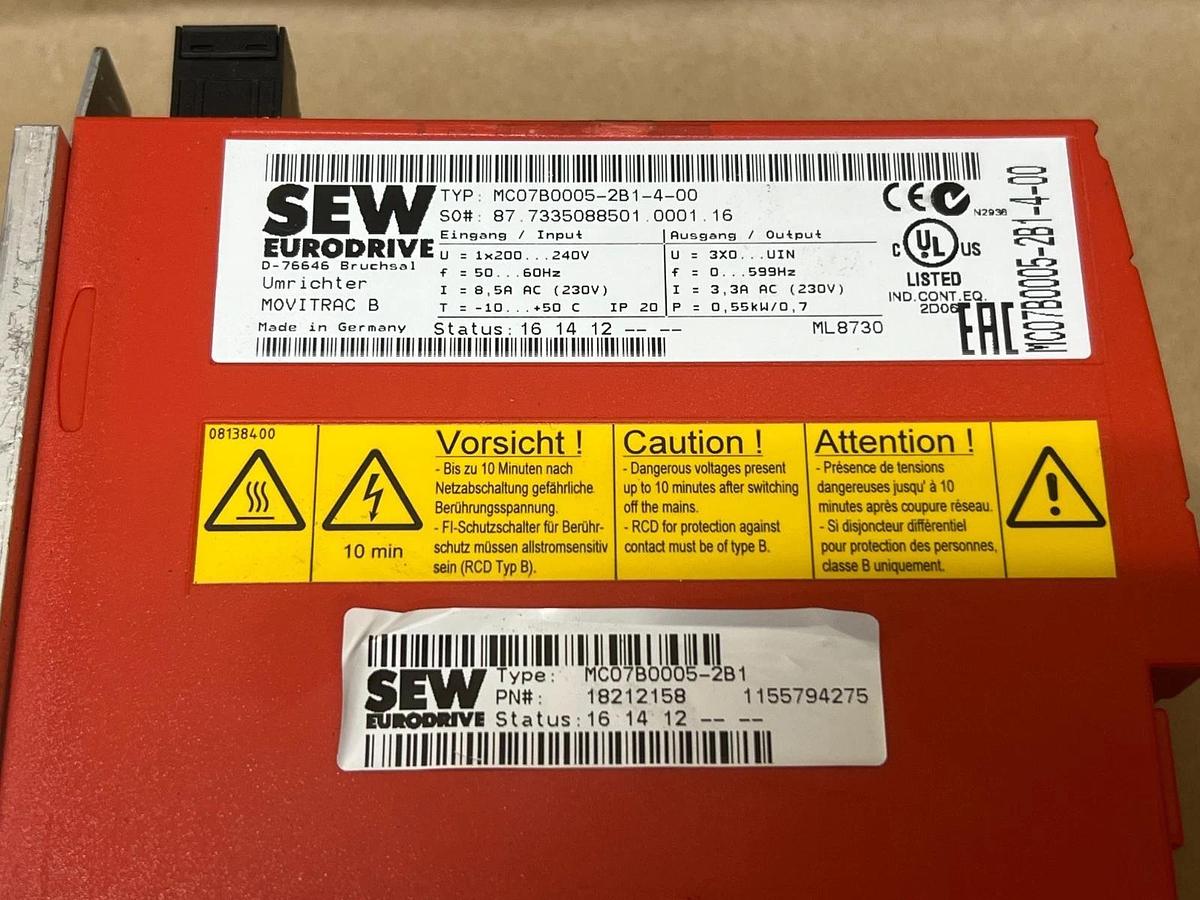 SEW
EURODRIVE
D-76646 Bruchsal
Umrichter
MOVITRAC B
Made in Germany
TYP: MC07B0005-2B1-4-00
SO#: 87.7335088501.0001.16
Eingang / Input
U = 1x200...240V
f = 50...60Hz
I = 8,5A AC (230V)
T = -10...+50 C IP 20
Ausgang / Output
U = 3X0...UIN
f = 0...599Hz
I = 3,3A AC (230V)
P = 0,55kW/0,7
Status: 16 14 12 -- --
ML8730
CE
N2936
C UL US
LISTED
IND.CONT.EQ.
2D06
EAC
MC07B0005-2B1-4-00
08138400
10 min
Vorsicht !
- Bis zu 10 Minuten nach
Netzabschaltung gefährliche
Berührungsspannung.
- FI-Schutzschalter für Berühr-
schutz müssen allstromsensitiv
sein (RCD Typ B).
Caution !
- Dangerous voltages present
up to 10 minutes after switching
off the mains.
- RCD for protection against
contact must be of type B.
Attention !
- Présence de tensions
dangereuses jusqu' à 10
minutes après coupure réseau.
- Si disjoncteur différentiel
pour protection des personnes,
classe B uniquement.
SEW
EURODRIVE
Type: MC07B0005-2B1
PN#: 18212158 1155794275
Status: 16 14 12 -- --